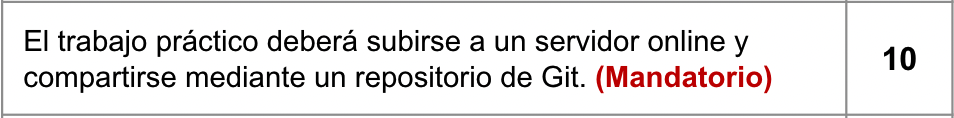 El trabajo práctico deberá subirse a un servidor online y
compartirse mediante un repositorio de Git. (Mandatorio)
10